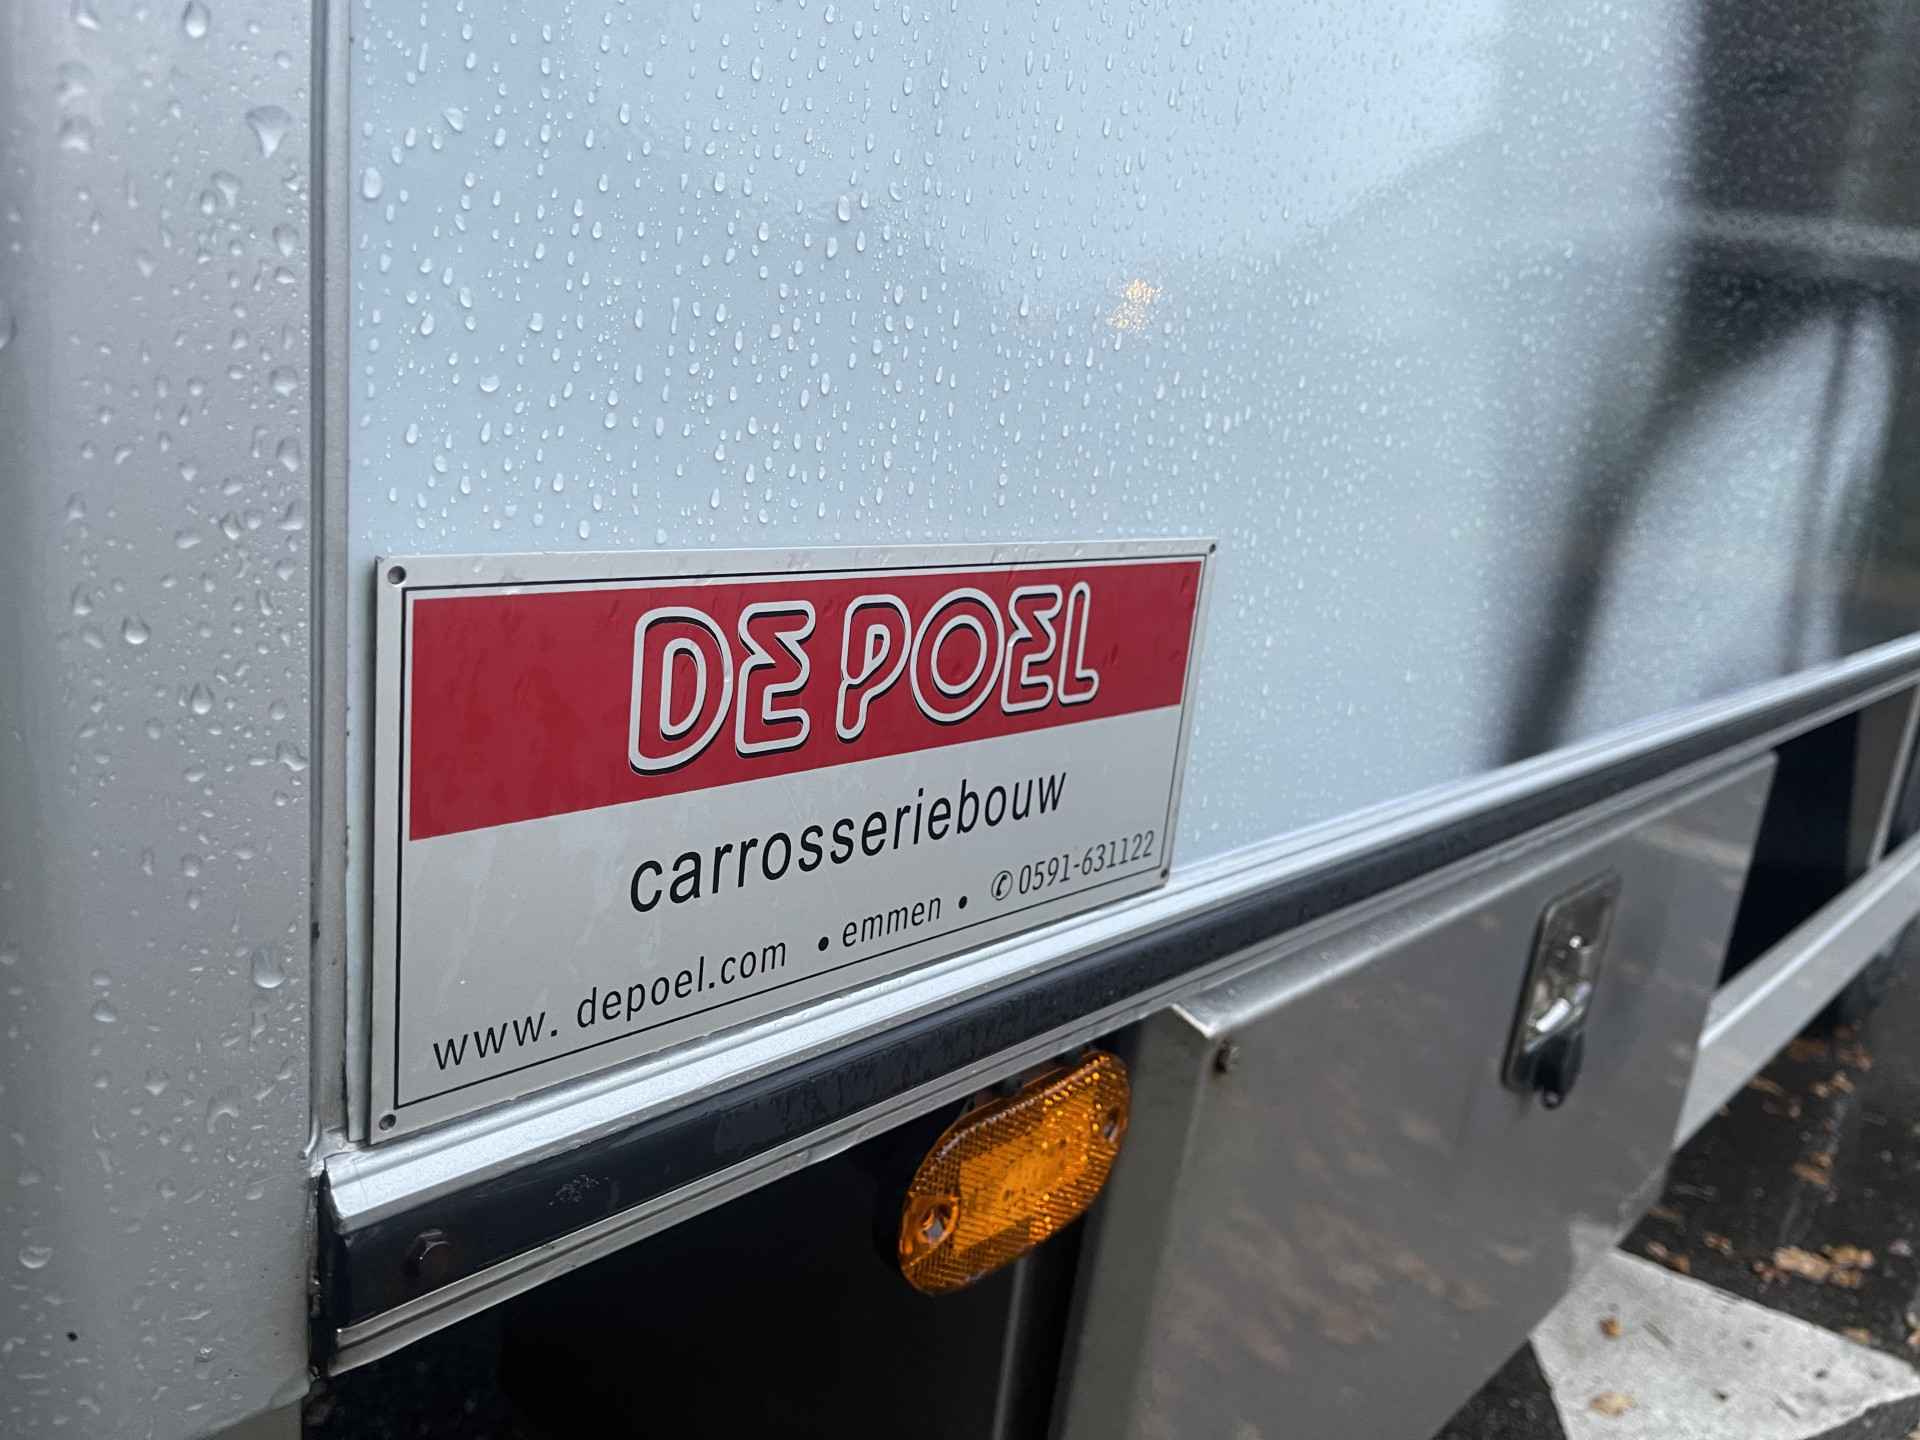 DE POEL
carrosseriebouw
www. depoel.com • emmen • ✆ 0591-631122